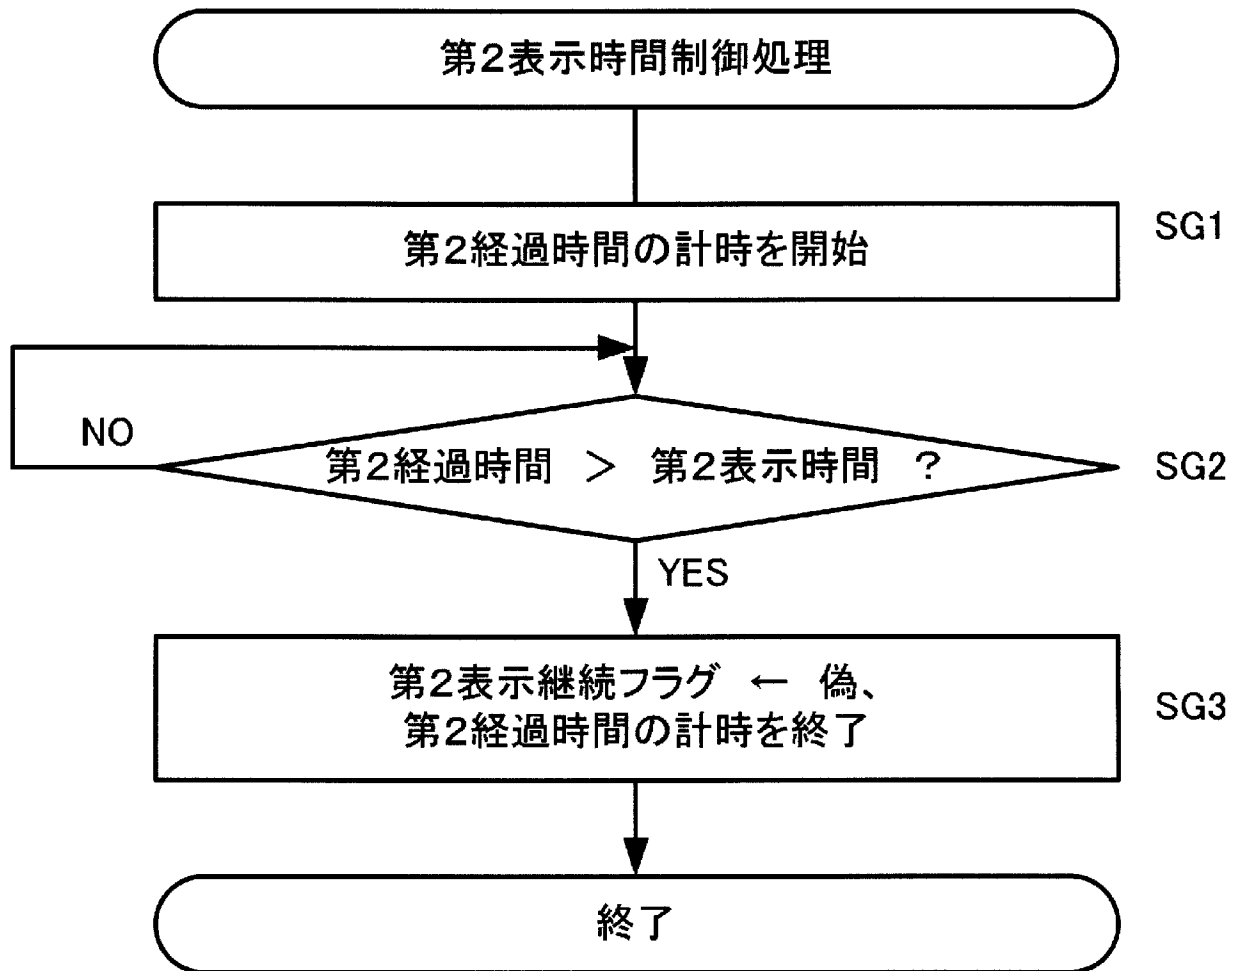 第2表示時間制御処理
第2経過時間の計時を開始
SG1
NO
第2経過時間 ＞ 第2表示時間 ？
SG2
YES
第2表示継続フラグ ← 偽、
第2経過時間の計時を終了
SG3
終了